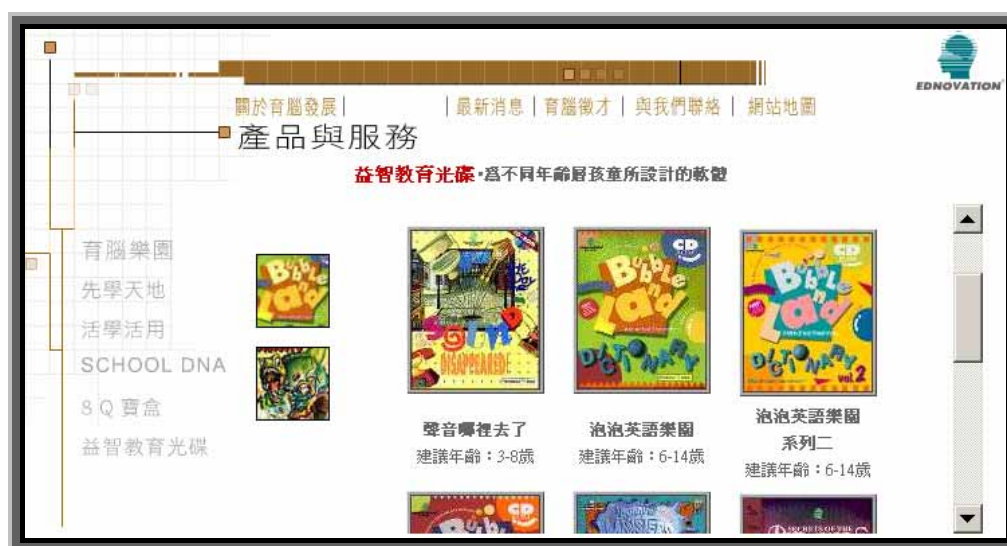 EDNOVATION
關於育腦發展 | | 最新消息 | 育腦徵才 | 與我們聯絡 | 網站地圖
產品與服務
益智教育光碟‧為不同年齡層孩童所設計的軟體
育腦樂園
先學天地
活學活用
SCHOOL DNA
8Q寶盒
益智教育光碟
Bubble Land
Bubble Land DICTIONARY
Bubble Land DICTIONARY vol.2
聲音哪裡去了
建議年齡：3-8歲
泡泡英語樂園
建議年齡：6-14歲
泡泡英語樂園
系列二
建議年齡：6-14歲